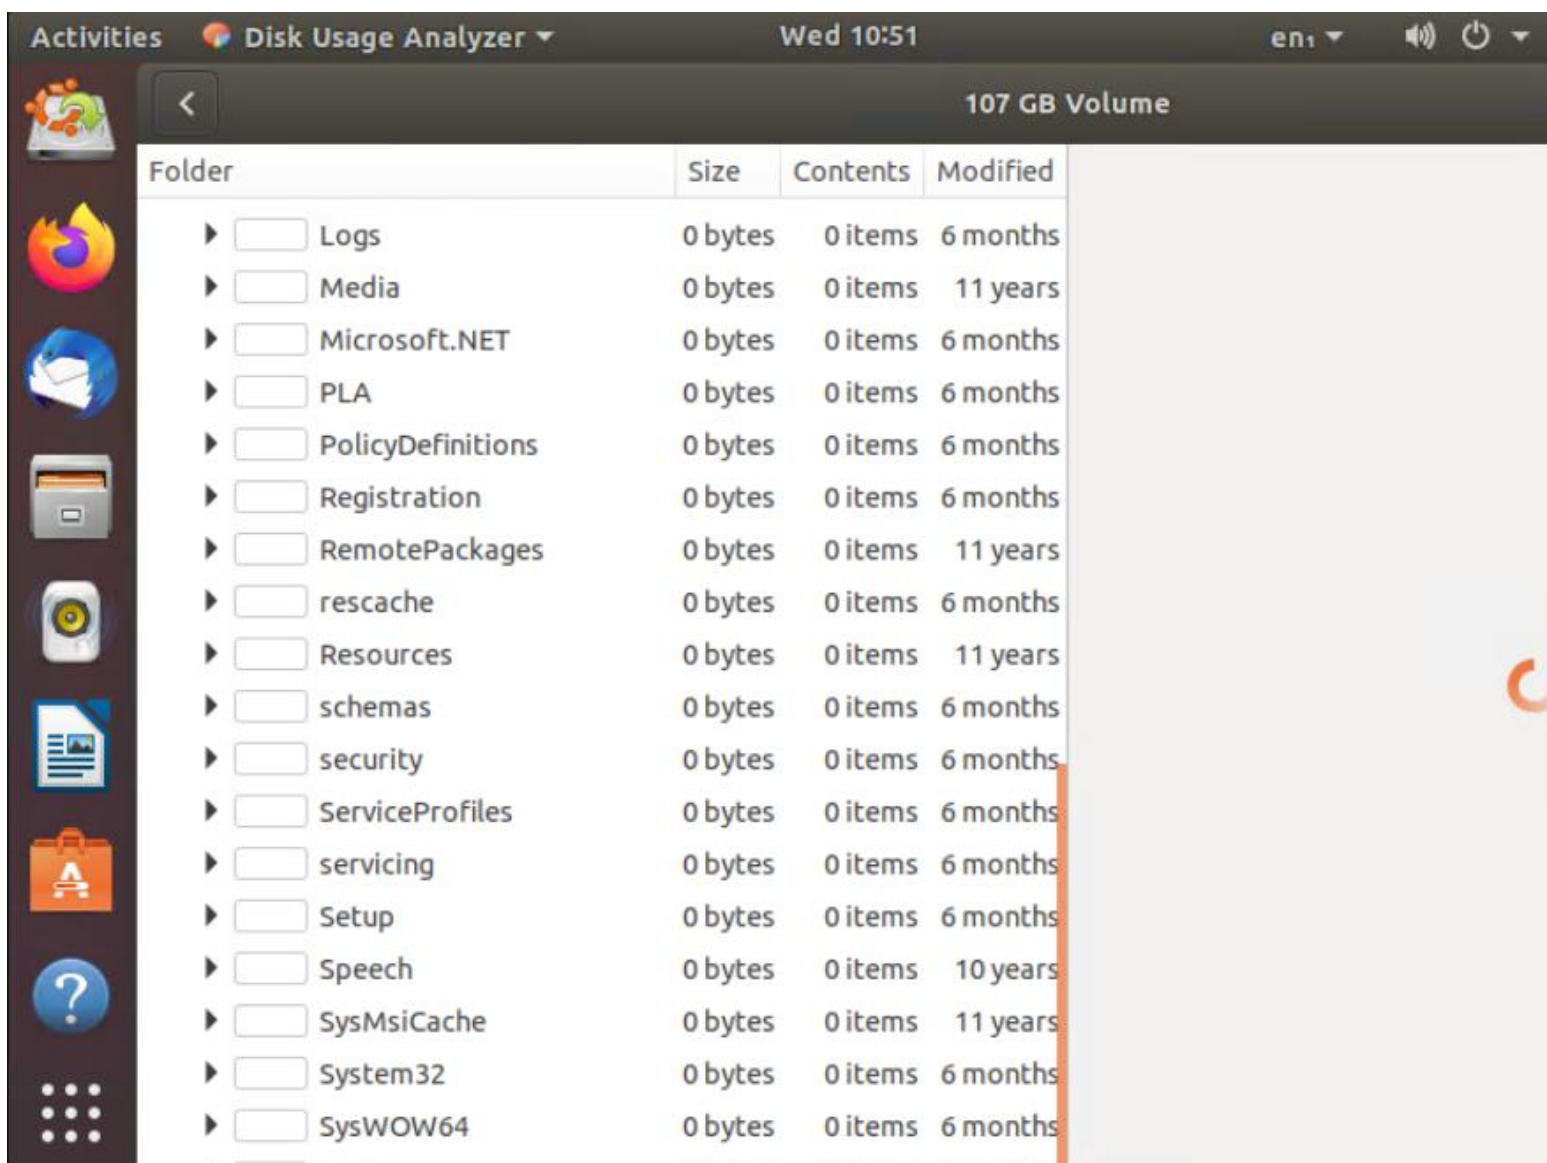 Activities Disk Usage Analyzer Wed 10:51 en₁
107 GB Volume
Folder Size Contents Modified
Logs 0 bytes 0 items 6 months
Media 0 bytes 0 items 11 years
Microsoft.NET 0 bytes 0 items 6 months
PLA 0 bytes 0 items 6 months
PolicyDefinitions 0 bytes 0 items 6 months
Registration 0 bytes 0 items 6 months
RemotePackages 0 bytes 0 items 11 years
rescache 0 bytes 0 items 6 months
Resources 0 bytes 0 items 11 years
schemas 0 bytes 0 items 6 months
security 0 bytes 0 items 6 months
ServiceProfiles 0 bytes 0 items 6 months
servicing 0 bytes 0 items 6 months
Setup 0 bytes 0 items 6 months
Speech 0 bytes 0 items 10 years
SysMsiCache 0 bytes 0 items 11 years
System32 0 bytes 0 items 6 months
SysWOW64 0 bytes 0 items 6 months